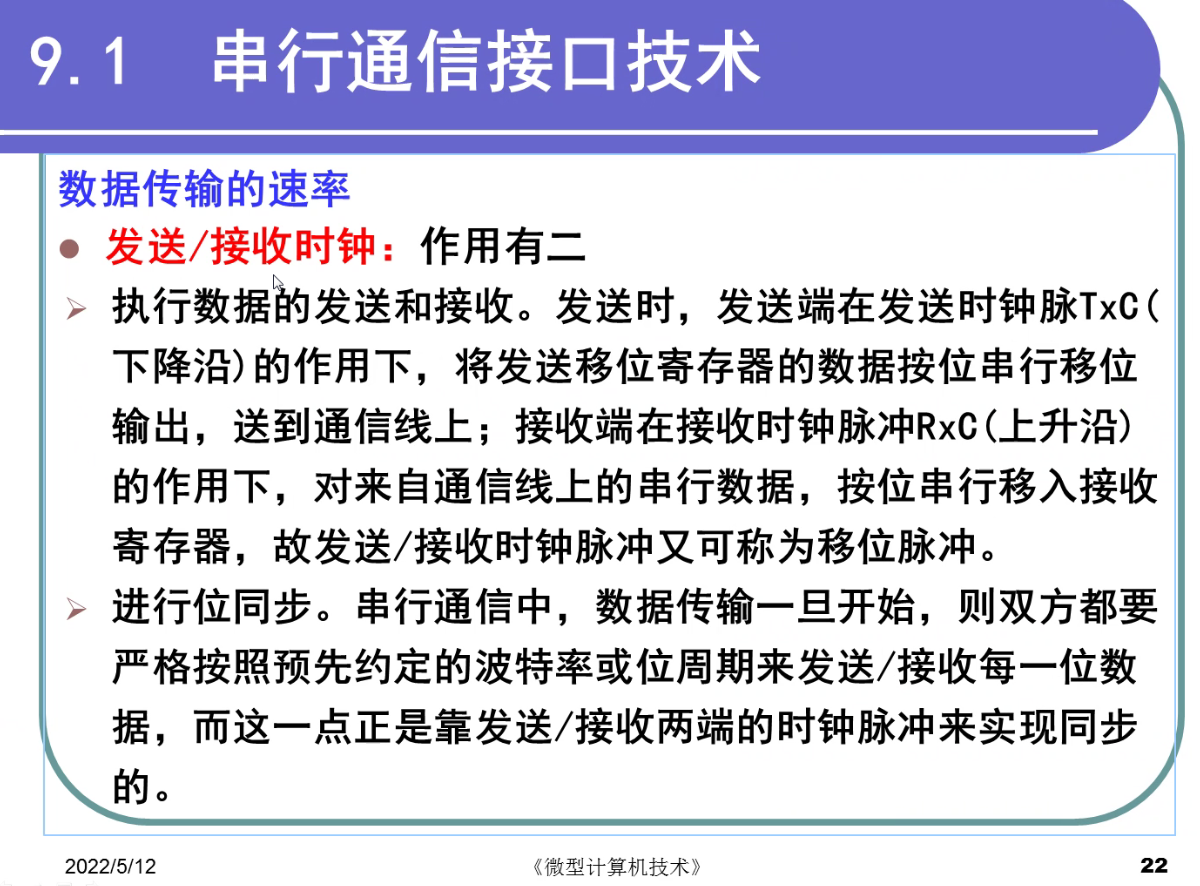 9.1 串行通信接口技术
数据传输的速率
● 发送/接收时钟：作用有二
➢ 执行数据的发送和接收。发送时，发送端在发送时钟脉TxC(
下降沿)的作用下，将发送移位寄存器的数据按位串行移位
输出，送到通信线上；接收端在接收时钟脉冲RxC(上升沿)
的作用下，对来自通信线上的串行数据，按位串行移入接收
寄存器，故发送/接收时钟脉冲又可称为移位脉冲。
➢ 进行位同步。串行通信中，数据传输一旦开始，则双方都要
严格按照预先约定的波特率或位周期来发送/接收每一位数
据，而这一点正是靠发送/接收两端的时钟脉冲来实现同步
的。
2022/5/12
《微型计算机技术》
22